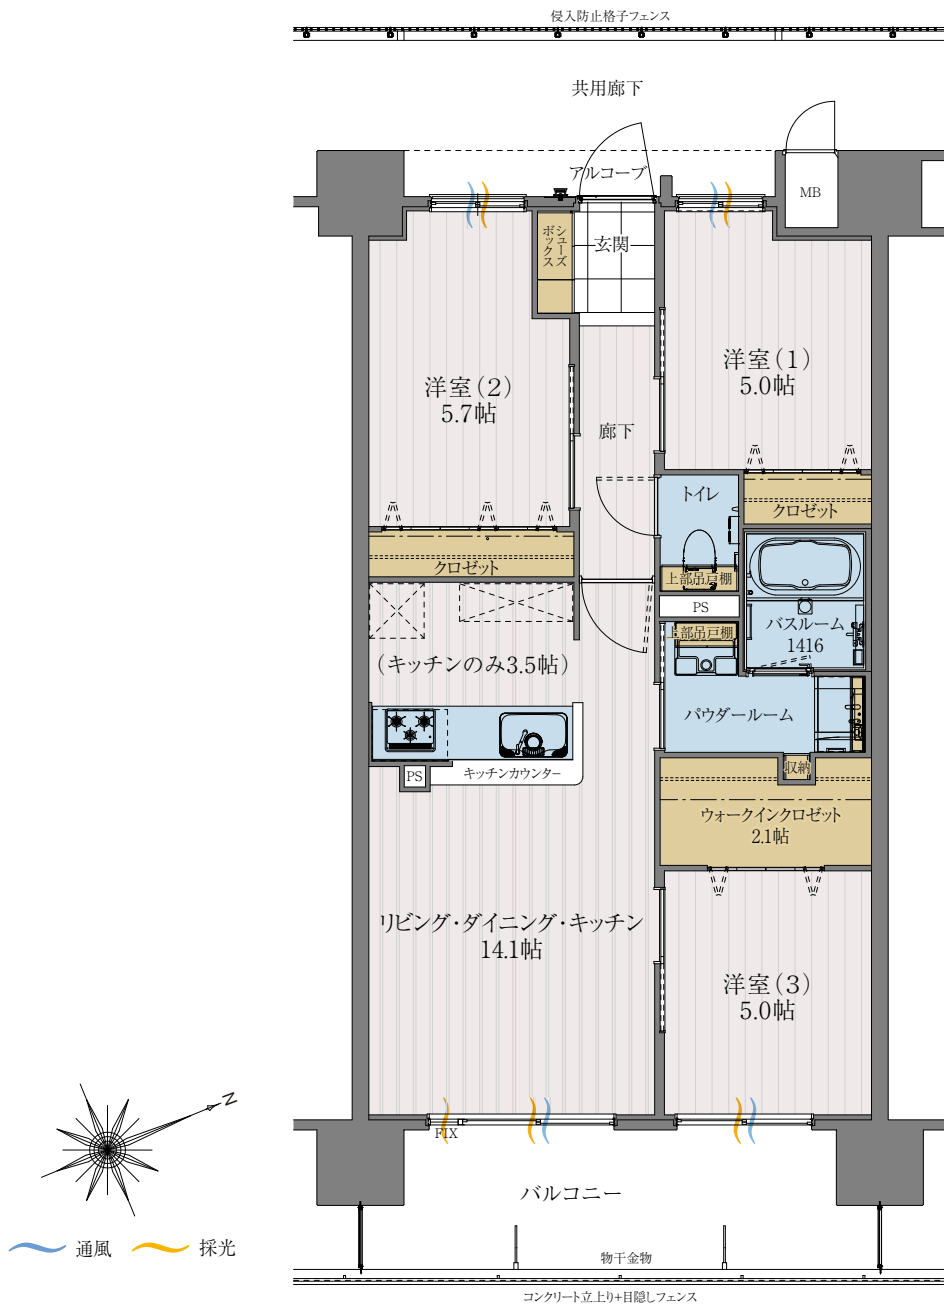 侵入防止格子フェンス
共用廊下
アルコーブ
MB
シューズ
ボックス
玄関
洋室(1)
5.0帖
洋室(2)
5.7帖
廊下
トイレ
クロゼット
上部吊戸棚
クロゼット
PS
バスルーム
1416
上部吊戸棚
(キッチンのみ3.5帖)
パウダールーム
PS
キッチンカウンター
収納
ウォークインクロゼット
2.1帖
リビング・ダイニング・キッチン
14.1帖
洋室(3)
5.0帖
N
FIX
バルコニー
通風
採光
物干金物
コンクリート立上り+目隠しフェンス